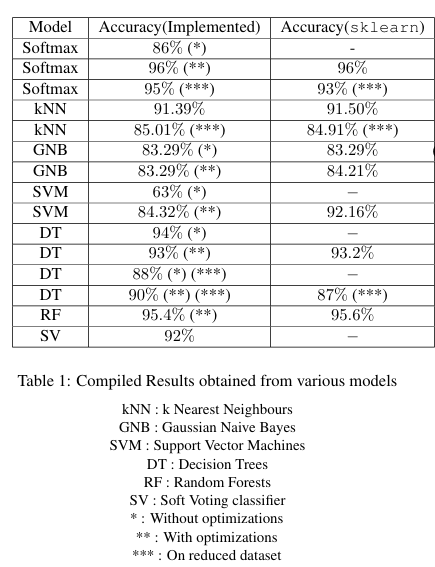 Model Accuracy(Implemented) Accuracy(sklearn)
Softmax 86% (*) -
Softmax 96% (**) 96%
Softmax 95% (***) 93% (***)
kNN 91.39% 91.50%
kNN 85.01% (***) 84.91% (***)
GNB 83.29% (*) 83.29%
GNB 83.29% (**) 84.21%
SVM 63% (*) −
SVM 84.32% (**) 92.16%
DT 94% (*) −
DT 93% (**) 93.2%
DT 88% (*) (***) −
DT 90% (**) (***) 87% (***)
RF 95.4% (**) 95.6%
SV 92% −
Table 1: Compiled Results obtained from various models
kNN : k Nearest Neighbours
GNB : Gaussian Naive Bayes
SVM : Support Vector Machines
DT : Decision Trees
RF : Random Forests
SV : Soft Voting classifier
* : Without optimizations
** : With optimizations
*** : On reduced dataset